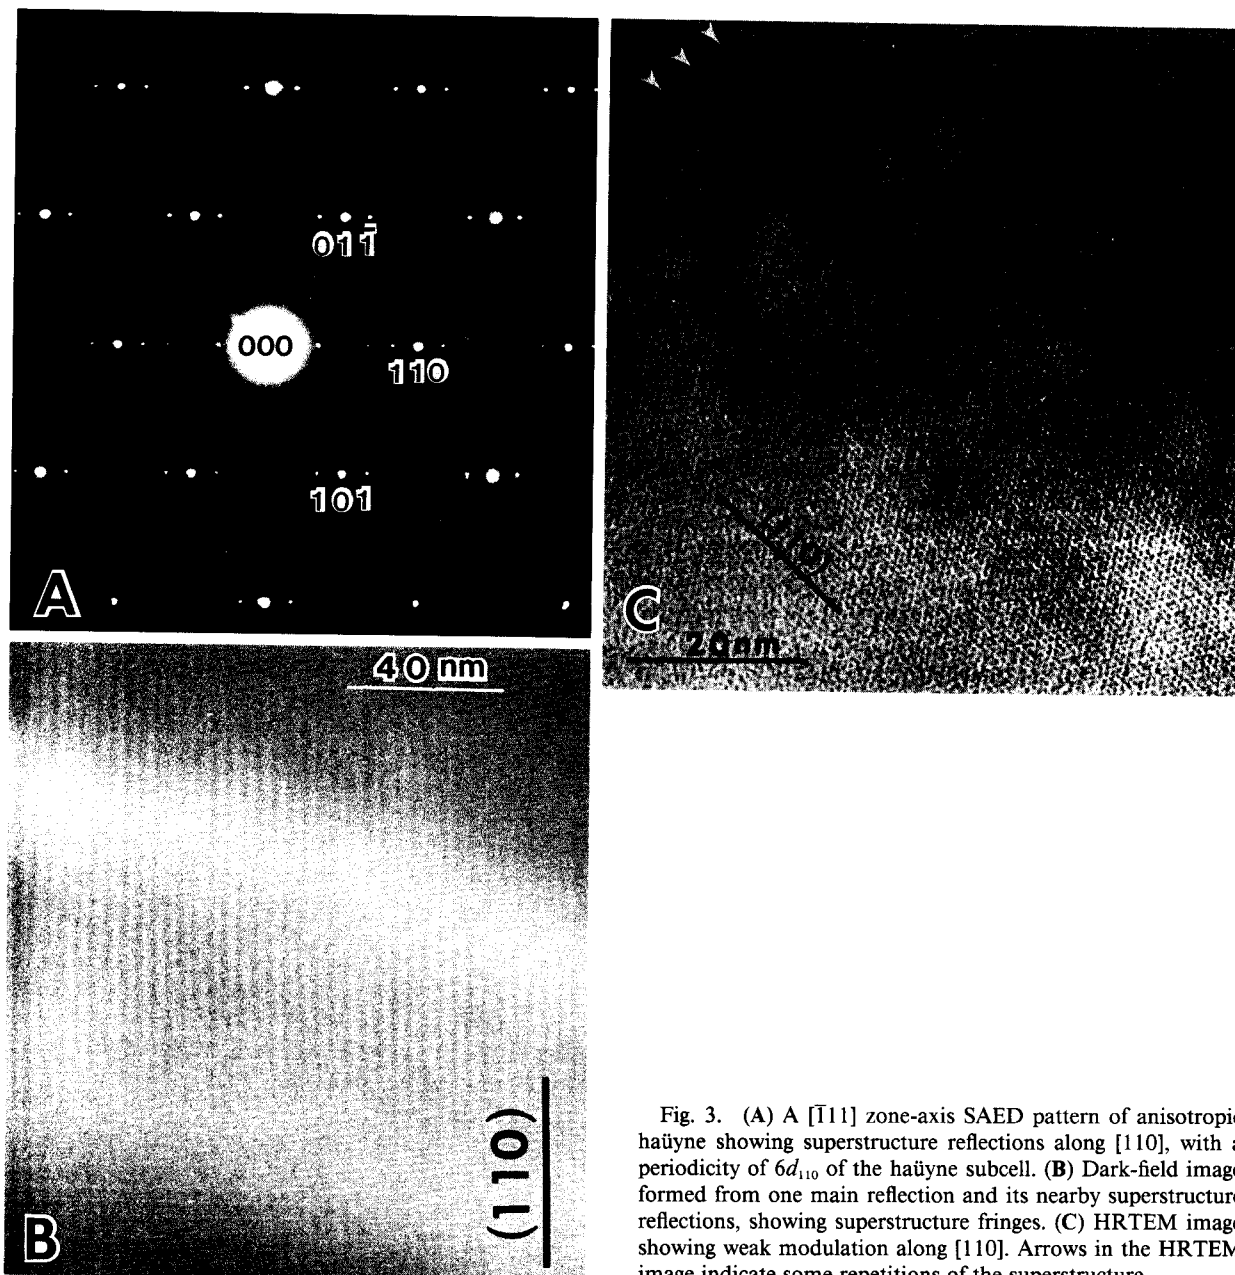 011̅
000
110
101
A
C
20nm
40 nm
(110)
B
Fig. 3. (A) A [1̅11] zone-axis SAED pattern of anisotropic
haüyne showing superstructure reflections along [110], with a
periodicity of 6d₁₁₀ of the haüyne subcell. (B) Dark-field image
formed from one main reflection and its nearby superstructure
reflections, showing superstructure fringes. (C) HRTEM image
showing weak modulation along [110]. Arrows in the HRTEM
image indicate some repetitions of the superstructure.